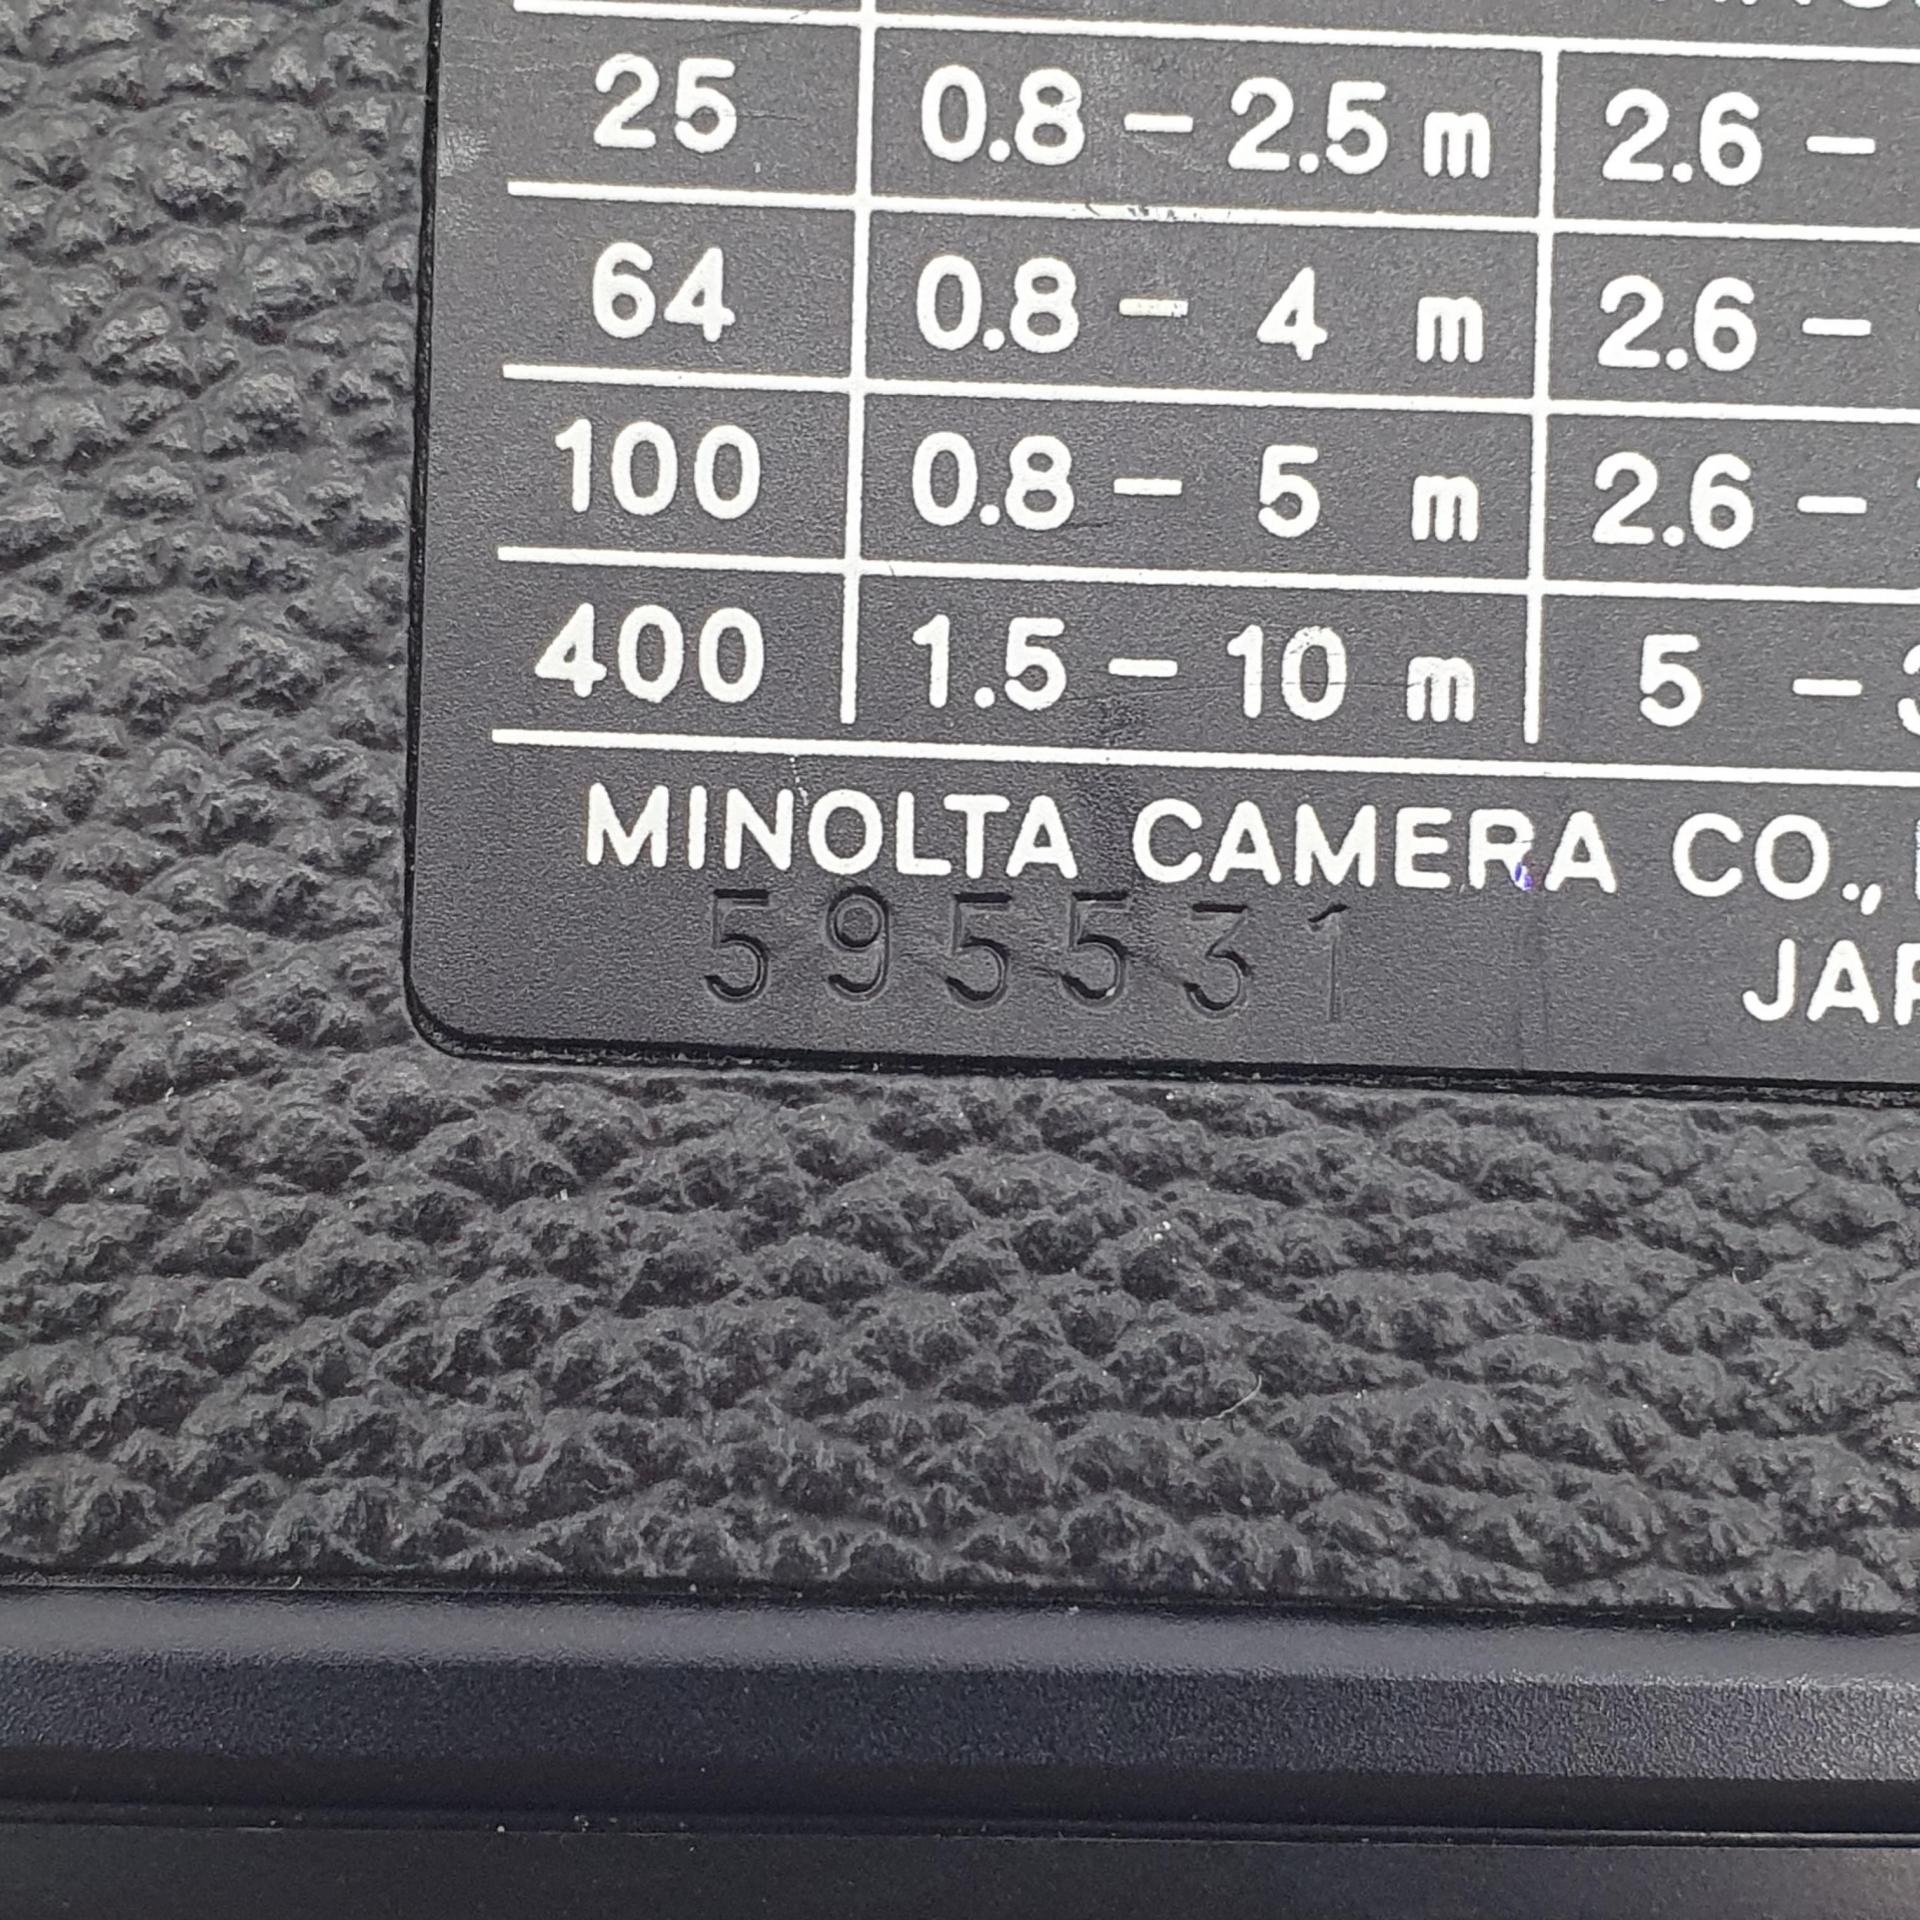 25 0.8 – 2.5 m 2.6 –
64 0.8 – 4 m 2.6 –
100 0.8 – 5 m 2.6 –
400 1.5 – 10 m 5 –
MINOLTA CAMERA CO.,
595531
JAP